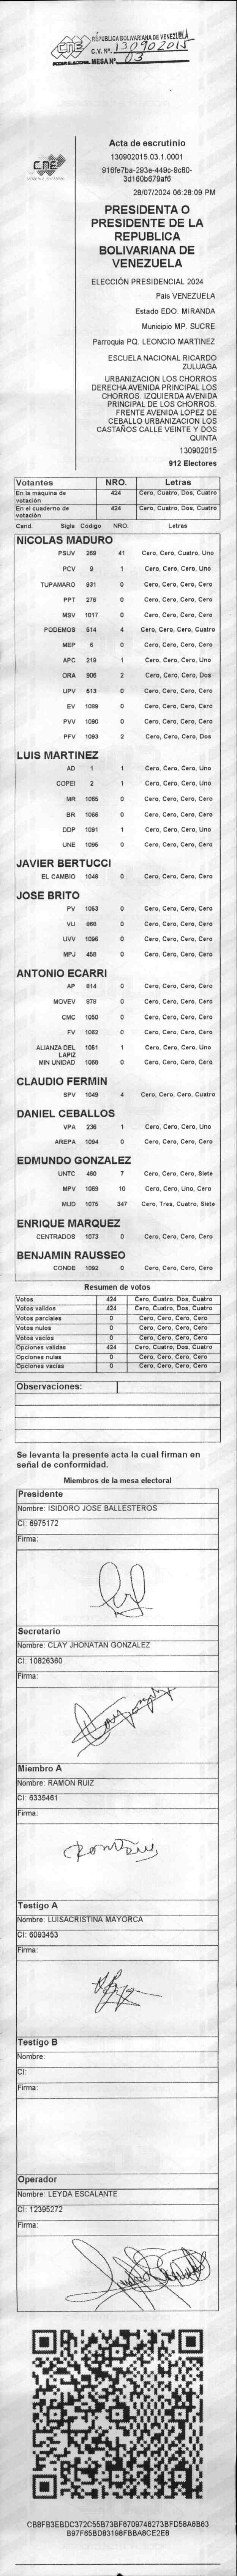 REPÚBLICA BOLIVARIANA DE VENEZUELA
CNE
PODER ELECTORAL
C.V. Nº. 130902015
MESA Nº 03
CNE
Acta de escrutinio
130902015.03.1.0001
916fe7ba-293e-449c-9c80-
3d160b679af6
28/07/2024 06:28:09 PM
PRESIDENTA O
PRESIDENTE DE LA
REPUBLICA
BOLIVARIANA DE
VENEZUELA
ELECCIÓN PRESIDENCIAL 2024
Pais VENEZUELA
Estado EDO. MIRANDA
Municipio MP. SUCRE
Parroquia PQ. LEONCIO MARTINEZ
ESCUELA NACIONAL RICARDO
ZULUAGA
URBANIZACION LOS CHORROS
DERECHA AVENIDA PRINCIPAL LOS
CHORROS. IZQUIERDA AVENIDA
PRINCIPAL DE LOS CHORROS.
FRENTE AVENIDA LOPEZ DE
CEBALLO URBANIZACION LOS
CASTAÑOS CALLE VEINTE Y DOS
QUINTA
130902015
912 Electores
Votantes NRO. Letras
En la máquina de votación 424 Cero, Cuatro, Dos, Cuatro
En el cuaderno de votación 424 Cero, Cuatro, Dos, Cuatro
Cand. Sigla Código NRO. Letras
NICOLAS MADURO
PSUV 269 41 Cero, Cero, Cuatro, Uno
PCV 9 1 Cero, Cero, Cero, Uno
TUPAMARO 931 0 Cero, Cero, Cero, Cero
PPT 276 0 Cero, Cero, Cero, Cero
MSV 1017 0 Cero, Cero, Cero, Cero
PODEMOS 514 4 Cero, Cero, Cero, Cuatro
MEP 6 0 Cero, Cero, Cero, Cero
APC 219 1 Cero, Cero, Cero, Uno
ORA 906 2 Cero, Cero, Cero, Dos
UPV 513 0 Cero, Cero, Cero, Cero
EV 1089 0 Cero, Cero, Cero, Cero
PVV 1090 0 Cero, Cero, Cero, Cero
PFV 1093 2 Cero, Cero, Cero, Dos
LUIS MARTINEZ
AD 1 1 Cero, Cero, Cero, Uno
COPEI 2 1 Cero, Cero, Cero, Uno
MR 1065 0 Cero, Cero, Cero, Cero
BR 1066 0 Cero, Cero, Cero, Cero
DDP 1091 1 Cero, Cero, Cero, Uno
UNE 1095 0 Cero, Cero, Cero, Cero
JAVIER BERTUCCI
EL CAMBIO 1048 0 Cero, Cero, Cero, Cero
JOSE BRITO
PV 1053 0 Cero, Cero, Cero, Cero
VU 868 0 Cero, Cero, Cero, Cero
UVV 1096 0 Cero, Cero, Cero, Cero
MPJ 458 0 Cero, Cero, Cero, Cero
ANTONIO ECARRI
AP 814 0 Cero, Cero, Cero, Cero
MOVEV 978 0 Cero, Cero, Cero, Cero
CMC 1050 0 Cero, Cero, Cero, Cero
FV 1062 0 Cero, Cero, Cero, Cero
ALIANZA DEL LAPIZ 1051 1 Cero, Cero, Cero, Uno
MIN UNIDAD 1068 0 Cero, Cero, Cero, Cero
CLAUDIO FERMIN
SPV 1049 4 Cero, Cero, Cero, Cuatro
DANIEL CEBALLOS
VPA 236 1 Cero, Cero, Cero, Uno
AREPA 1094 0 Cero, Cero, Cero, Cero
EDMUNDO GONZALEZ
UNTC 460 7 Cero, Cero, Cero, Siete
MPV 1069 10 Cero, Cero, Uno, Cero
MUD 1075 347 Cero, Tres, Cuatro, Siete
ENRIQUE MARQUEZ
CENTRADOS 1073 0 Cero, Cero, Cero, Cero
BENJAMIN RAUSSEO
CONDE 1092 0 Cero, Cero, Cero, Cero
Resumen de votos
Votos 424 Cero, Cuatro, Dos, Cuatro
Votos validos 424 Cero, Cuatro, Dos, Cuatro
Votos parciales 0 Cero, Cero, Cero, Cero
Votos nulos 0 Cero, Cero, Cero, Cero
Votos vacios 0 Cero, Cero, Cero, Cero
Opciones validas 424 Cero, Cuatro, Dos, Cuatro
Opciones nulas 0 Cero, Cero, Cero, Cero
Opciones vacias 0 Cero, Cero, Cero, Cero
Observaciones:
Se levanta la presente acta la cual firman en
señal de conformidad.
Miembros de la mesa electoral
Presidente
Nombre: ISIDORO JOSE BALLESTEROS
CI: 6975172
Firma:
Secretario
Nombre: CLAY JHONATAN GONZALEZ
CI: 10826360
Firma:
Miembro A
Nombre: RAMON RUIZ
CI: 6335461
Firma:
Testigo A
Nombre: LUISACRISTINA MAYORCA
CI: 6093453
Firma:
Testigo B
Nombre:
CI:
Firma:
Operador
Nombre: LEYDA ESCALANTE
CI: 12395272
Firma:
CB8FB3EBDC372C55B73BF6709746273BFD58A6B63
B97F65BD83198FBBA8CE2E8